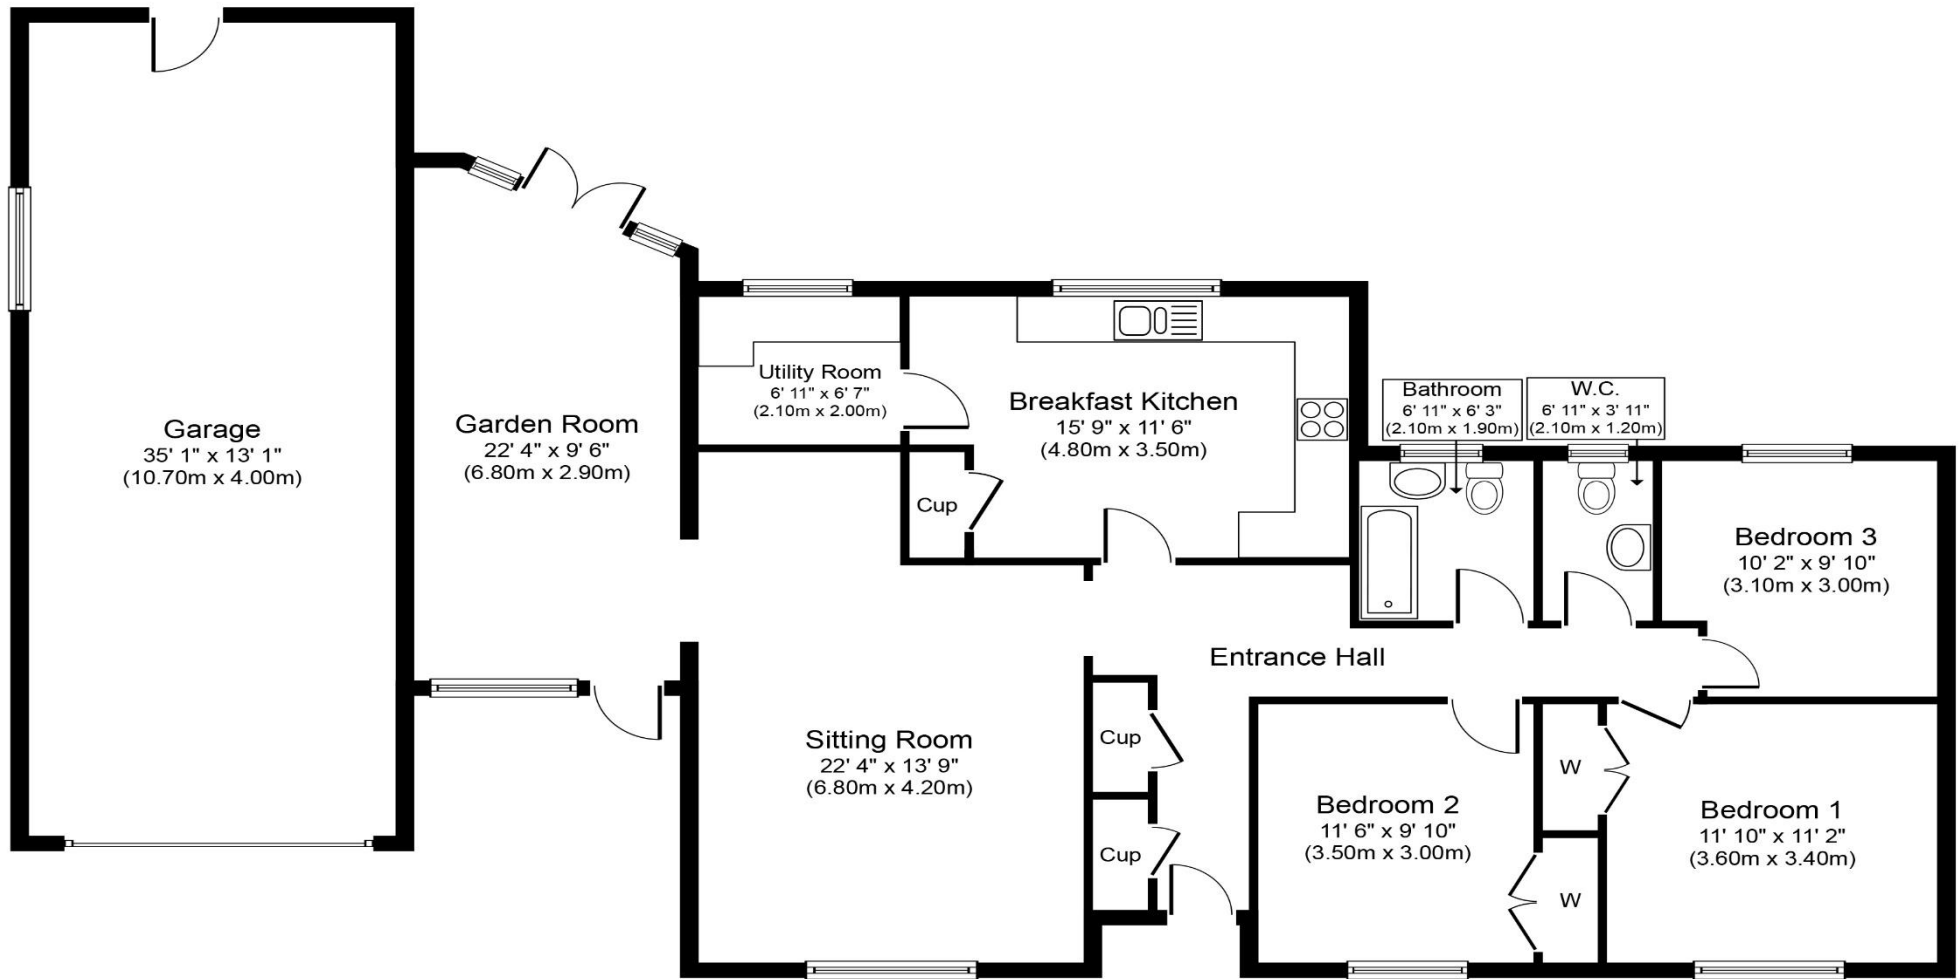 Garage
35' 1" x 13' 1"
(10.70m x 4.00m)
Garden Room
22' 4" x 9' 6"
(6.80m x 2.90m)
Utility Room
6' 11" x 6' 7"
(2.10m x 2.00m)
Breakfast Kitchen
15' 9" x 11' 6"
(4.80m x 3.50m)
Cup
Bathroom
6' 11" x 6' 3"
(2.10m x 1.90m)
W.C.
6' 11" x 3' 11"
(2.10m x 1.20m)
Bedroom 3
10' 2" x 9' 10"
(3.10m x 3.00m)
Entrance Hall
Sitting Room
22' 4" x 13' 9"
(6.80m x 4.20m)
Cup
Cup
Bedroom 2
11' 6" x 9' 10"
(3.50m x 3.00m)
W
W
Bedroom 1
11' 10" x 11' 2"
(3.60m x 3.40m)